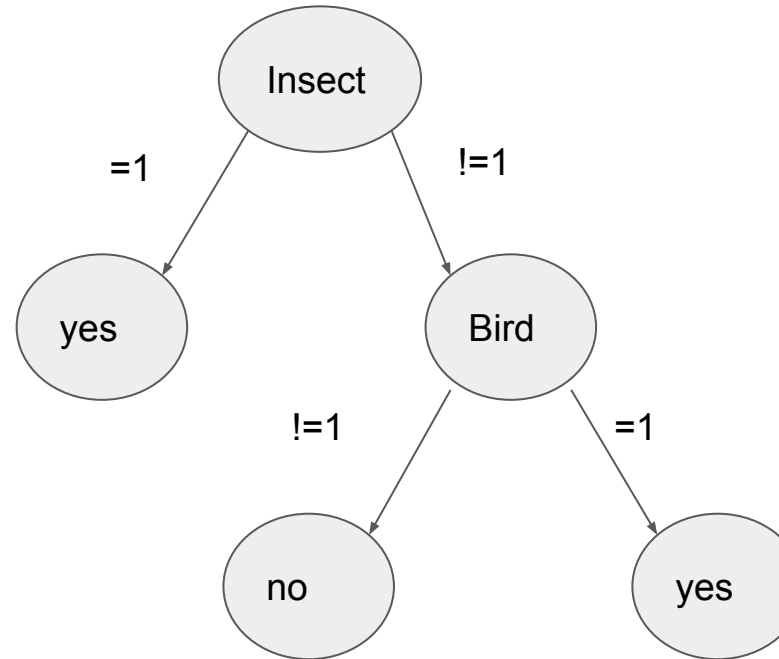 Insect
=1
!=1
yes
Bird
!=1
=1
no
yes